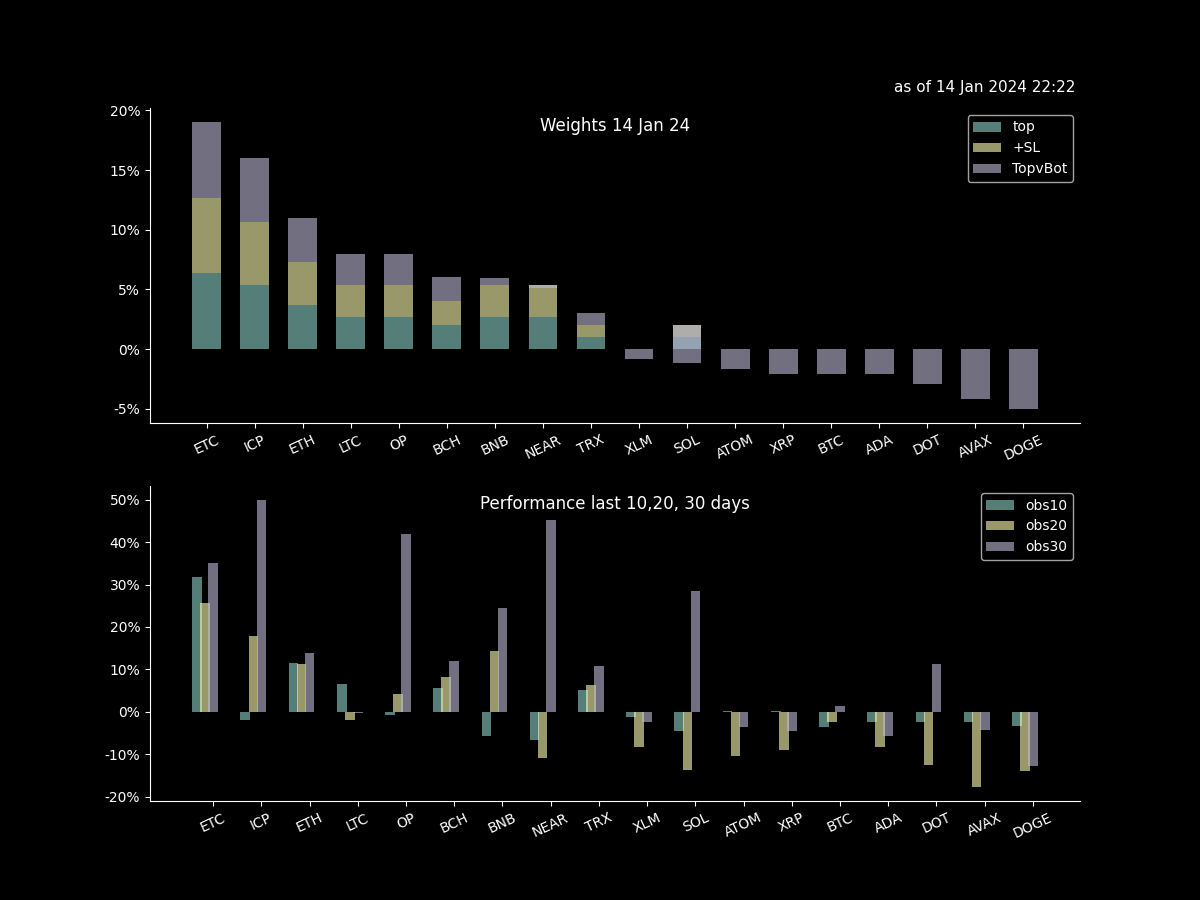 as of 14 Jan 2024 22:22
Weights 14 Jan 24
20%
15%
10%
5%
0%
-5%
top
+SL
TopvBot
ETC ICP ETH LTC OP BCH BNB NEAR TRX XLM SOL ATOM XRP BTC ADA DOT AVAX DOGE
Performance last 10,20, 30 days
50%
40%
30%
20%
10%
0%
-10%
-20%
obs10
obs20
obs30
ETC ICP ETH LTC OP BCH BNB NEAR TRX XLM SOL ATOM XRP BTC ADA DOT AVAX DOGE